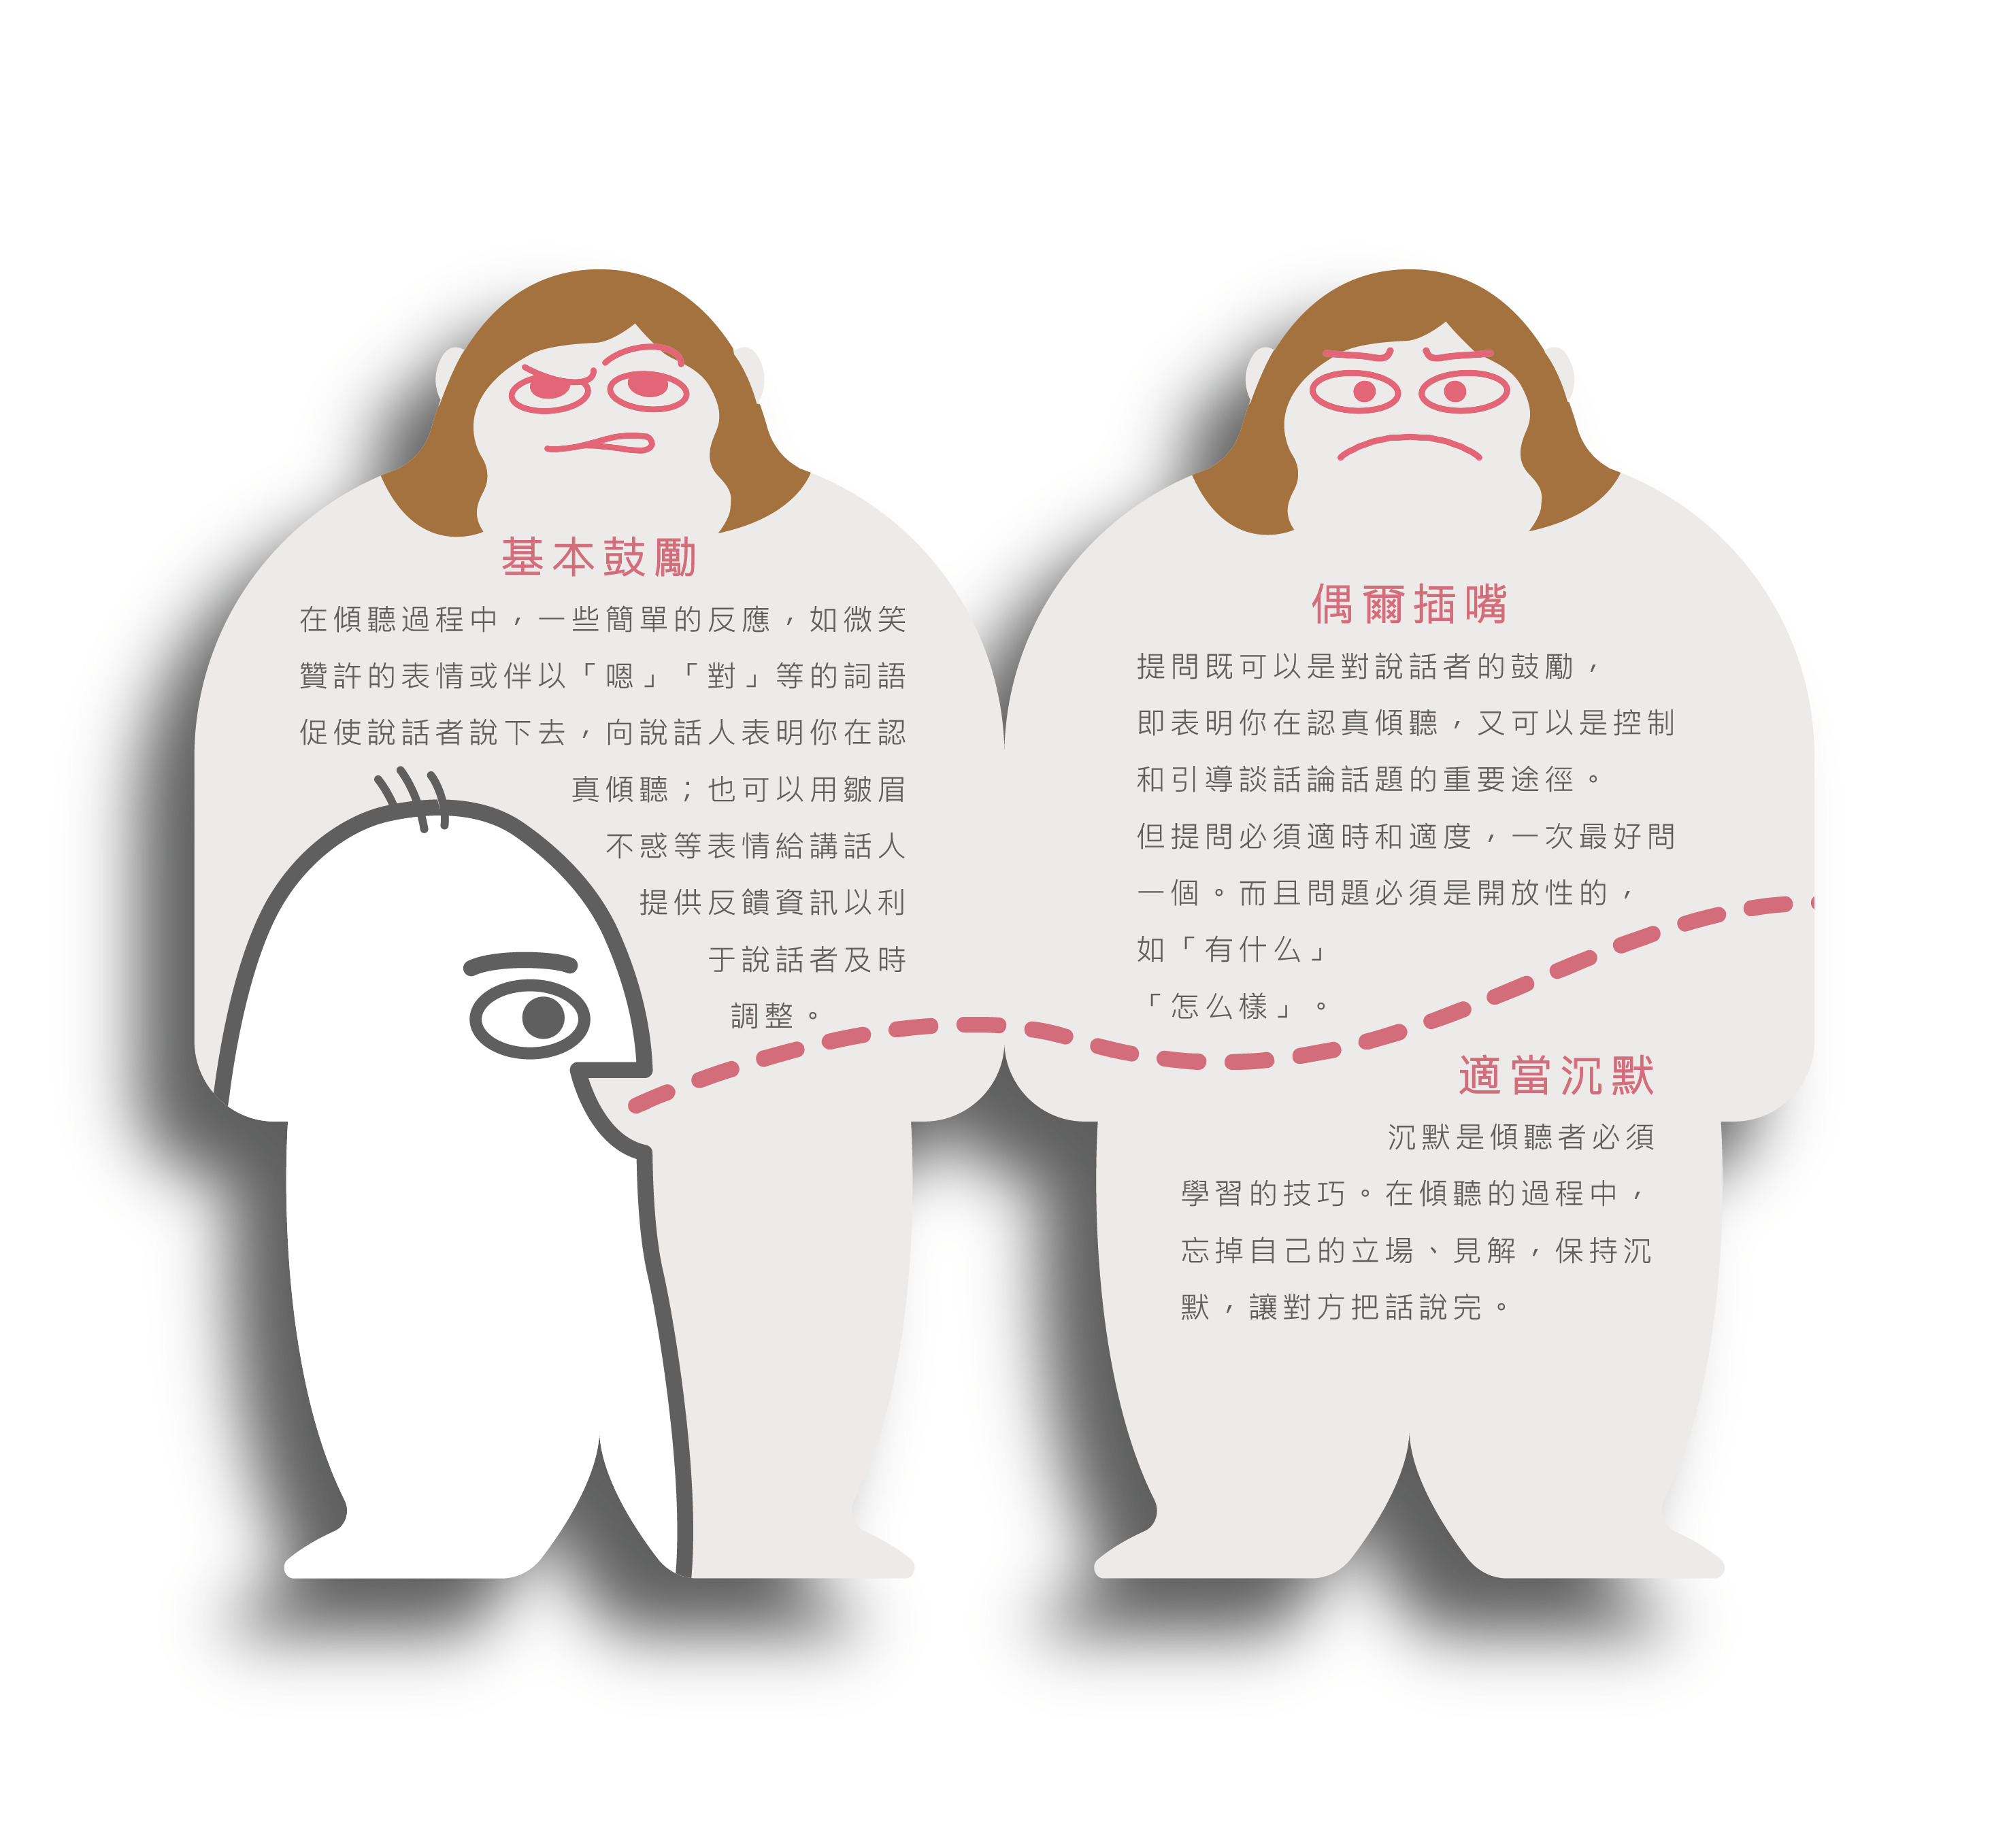 基本鼓勵
在傾聽過程中，一些簡單的反應，如微笑
贊許的表情或伴以「嗯」「對」等的詞語
促使說話者說下去，向說話人表明你在認
真傾聽；也可以用皺眉
不惑等表情給講話人
提供反饋資訊以利
于說話者及時
調整。
偶爾插嘴
提問既可以是對說話者的鼓勵，
即表明你在認真傾聽，又可以是控制
和引導談話論話題的重要途徑。
但提問必須適時和適度，一次最好問
一個。而且問題必須是開放性的，
如「有什么」
「怎么樣」。
適當沉默
沉默是傾聽者必須
學習的技巧。在傾聽的過程中，
忘掉自己的立場、見解，保持沉
默，讓對方把話說完。